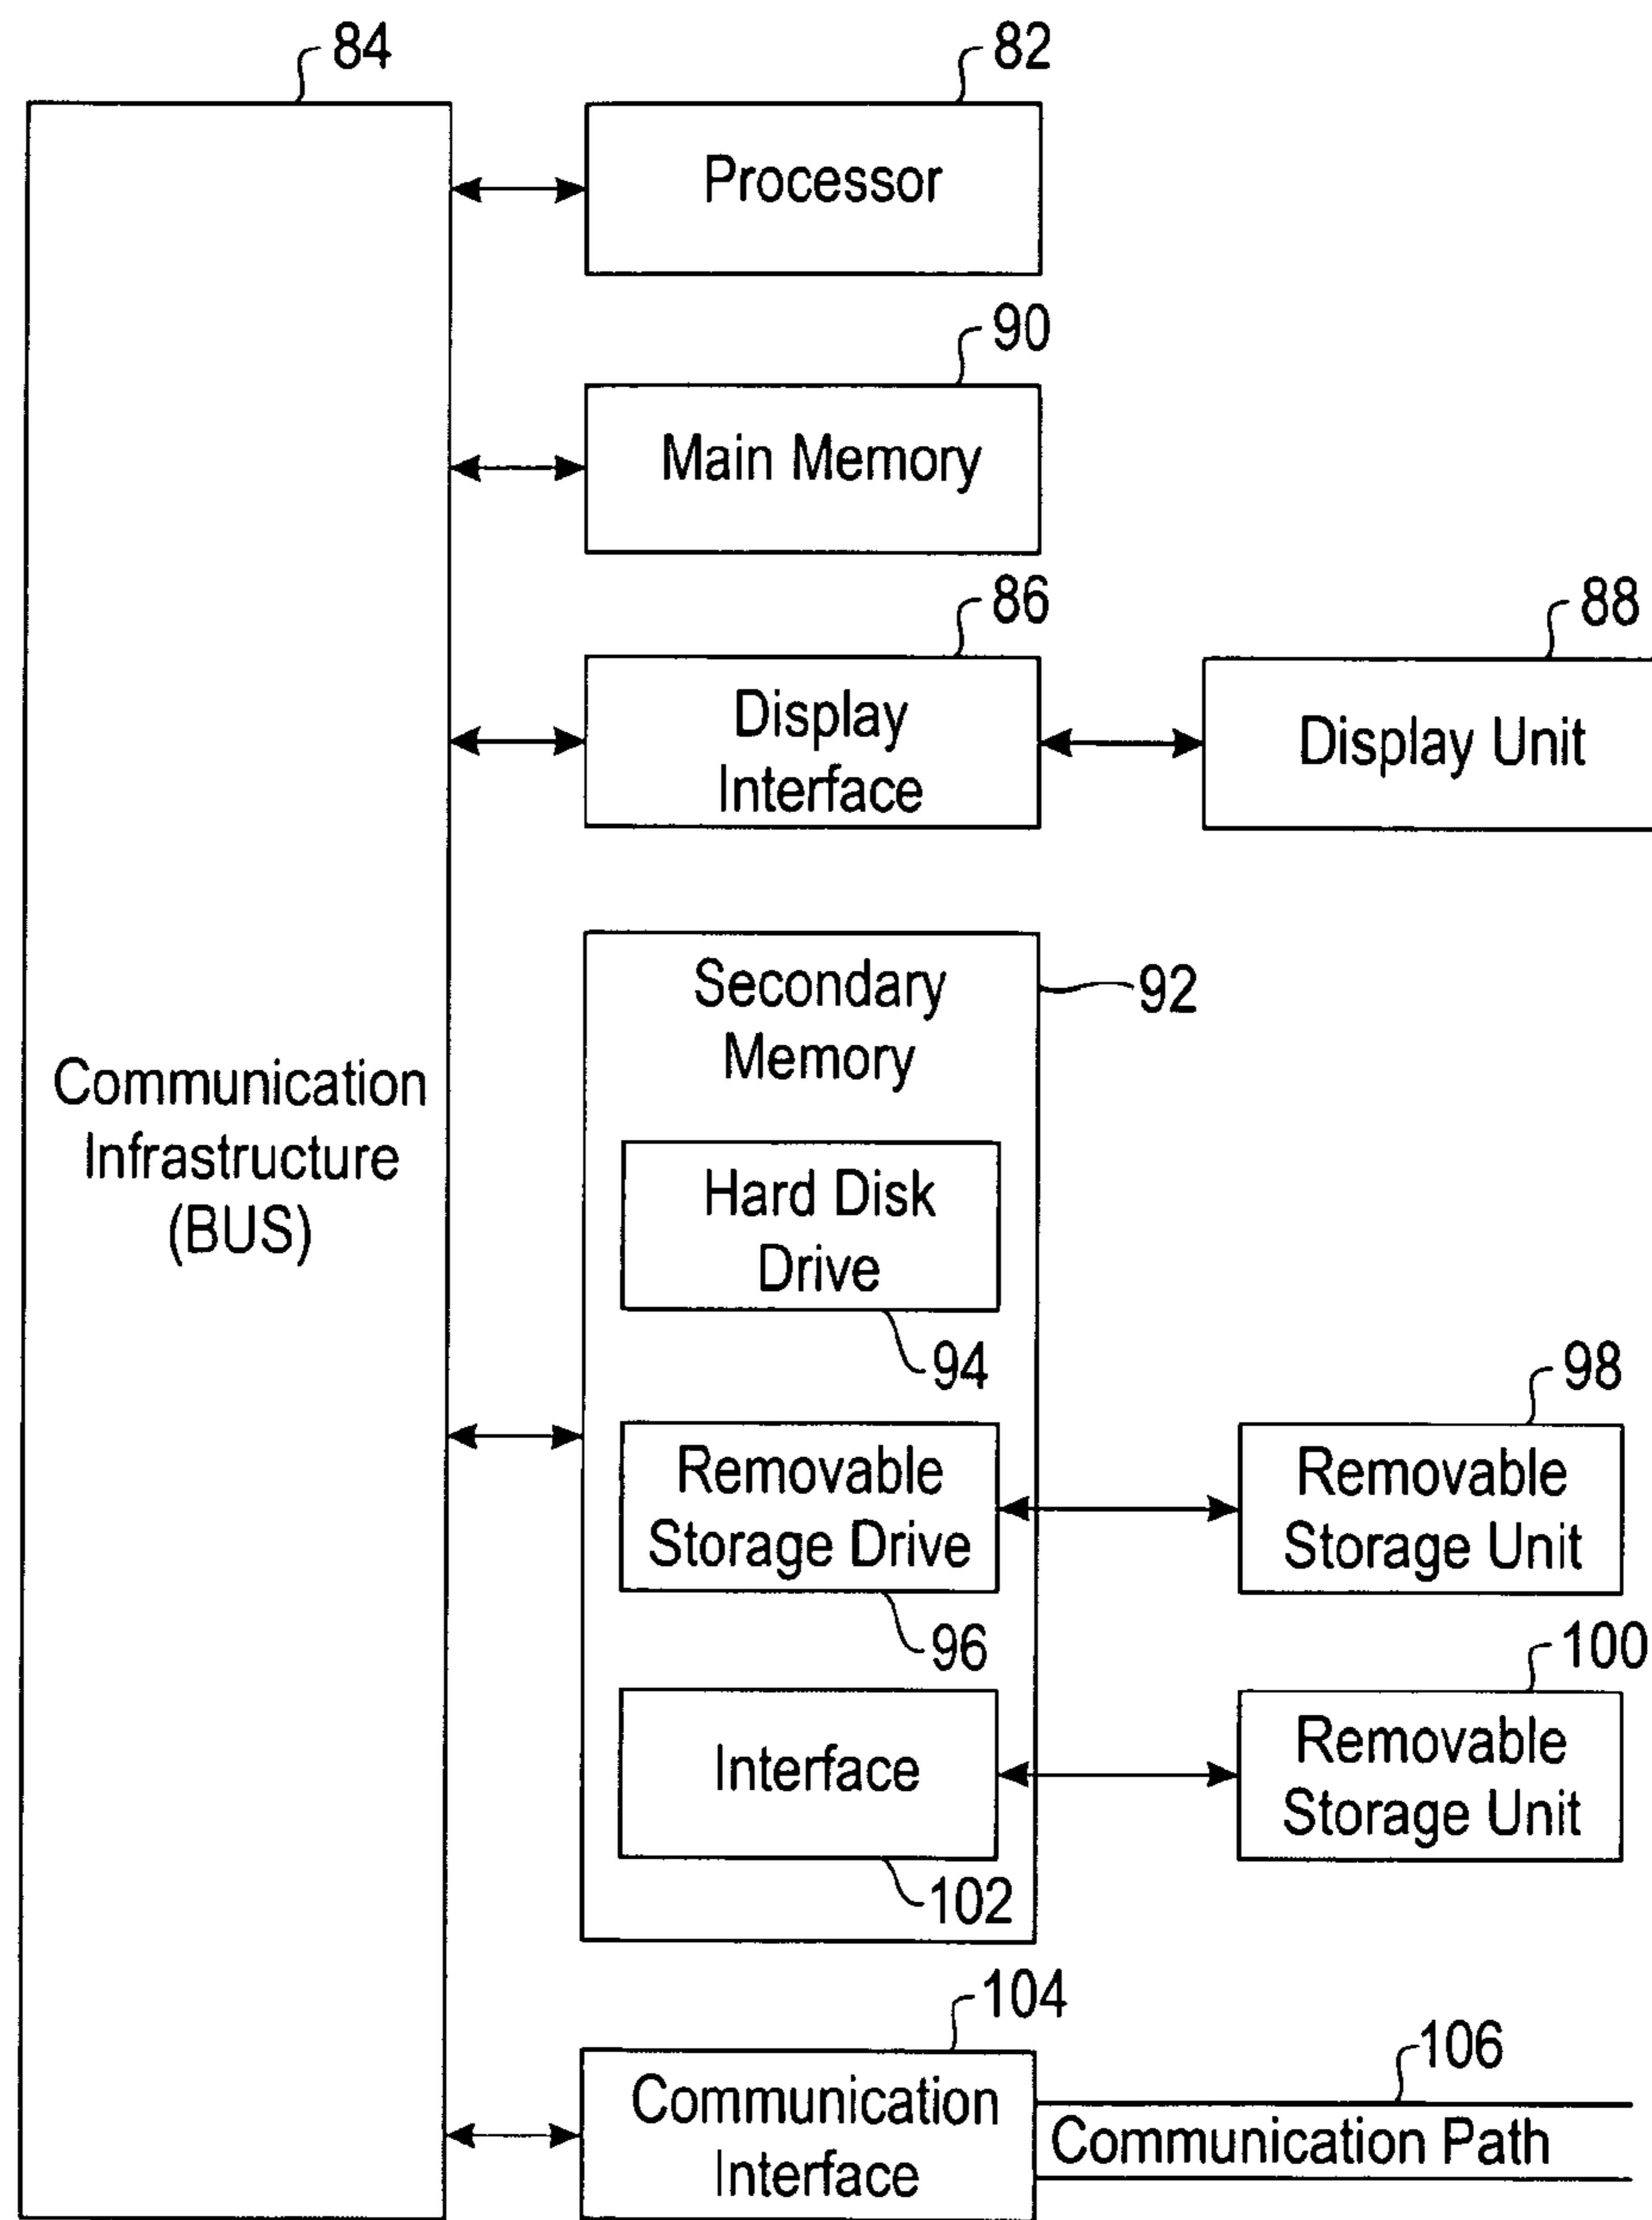 84
82
Processor
90
Main Memory
86
88
Display
Interface
Display Unit
Secondary
Memory
92
Communication
Infrastructure
(BUS)
Hard Disk
Drive
94
98
Removable
Storage Drive
Removable
Storage Unit
96
100
Interface
Removable
Storage Unit
102
104
106
Communication
Interface
Communication Path